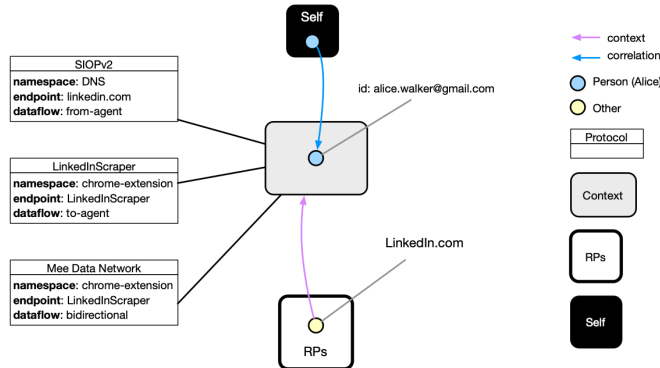 Self
SIOPv2
namespace: DNS
endpoint: linkedin.com
dataflow: from-agent
id: alice.walker@gmail.com
LinkedInScraper
namespace: chrome-extension
endpoint: LinkedInScraper
dataflow: to-agent
Mee Data Network
namespace: chrome-extension
endpoint: LinkedInScraper
dataflow: bidirectional
LinkedIn.com
RPs
context
correlation
Person (Alice)
Other
Protocol
Context
RPs
Self